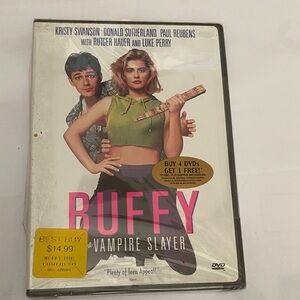 KRISTY SWANSON DONALD SUTHERLAND PAUL REUBENS
WITH RUTGER HAUER AND LUKE PERRY
BUY 4 DVDs
GET 1 FREE!*
BUFFY
VAMPIRE SLAYER
BEST BUY
$14.99
Plenty of Teen Appeal!
DVD